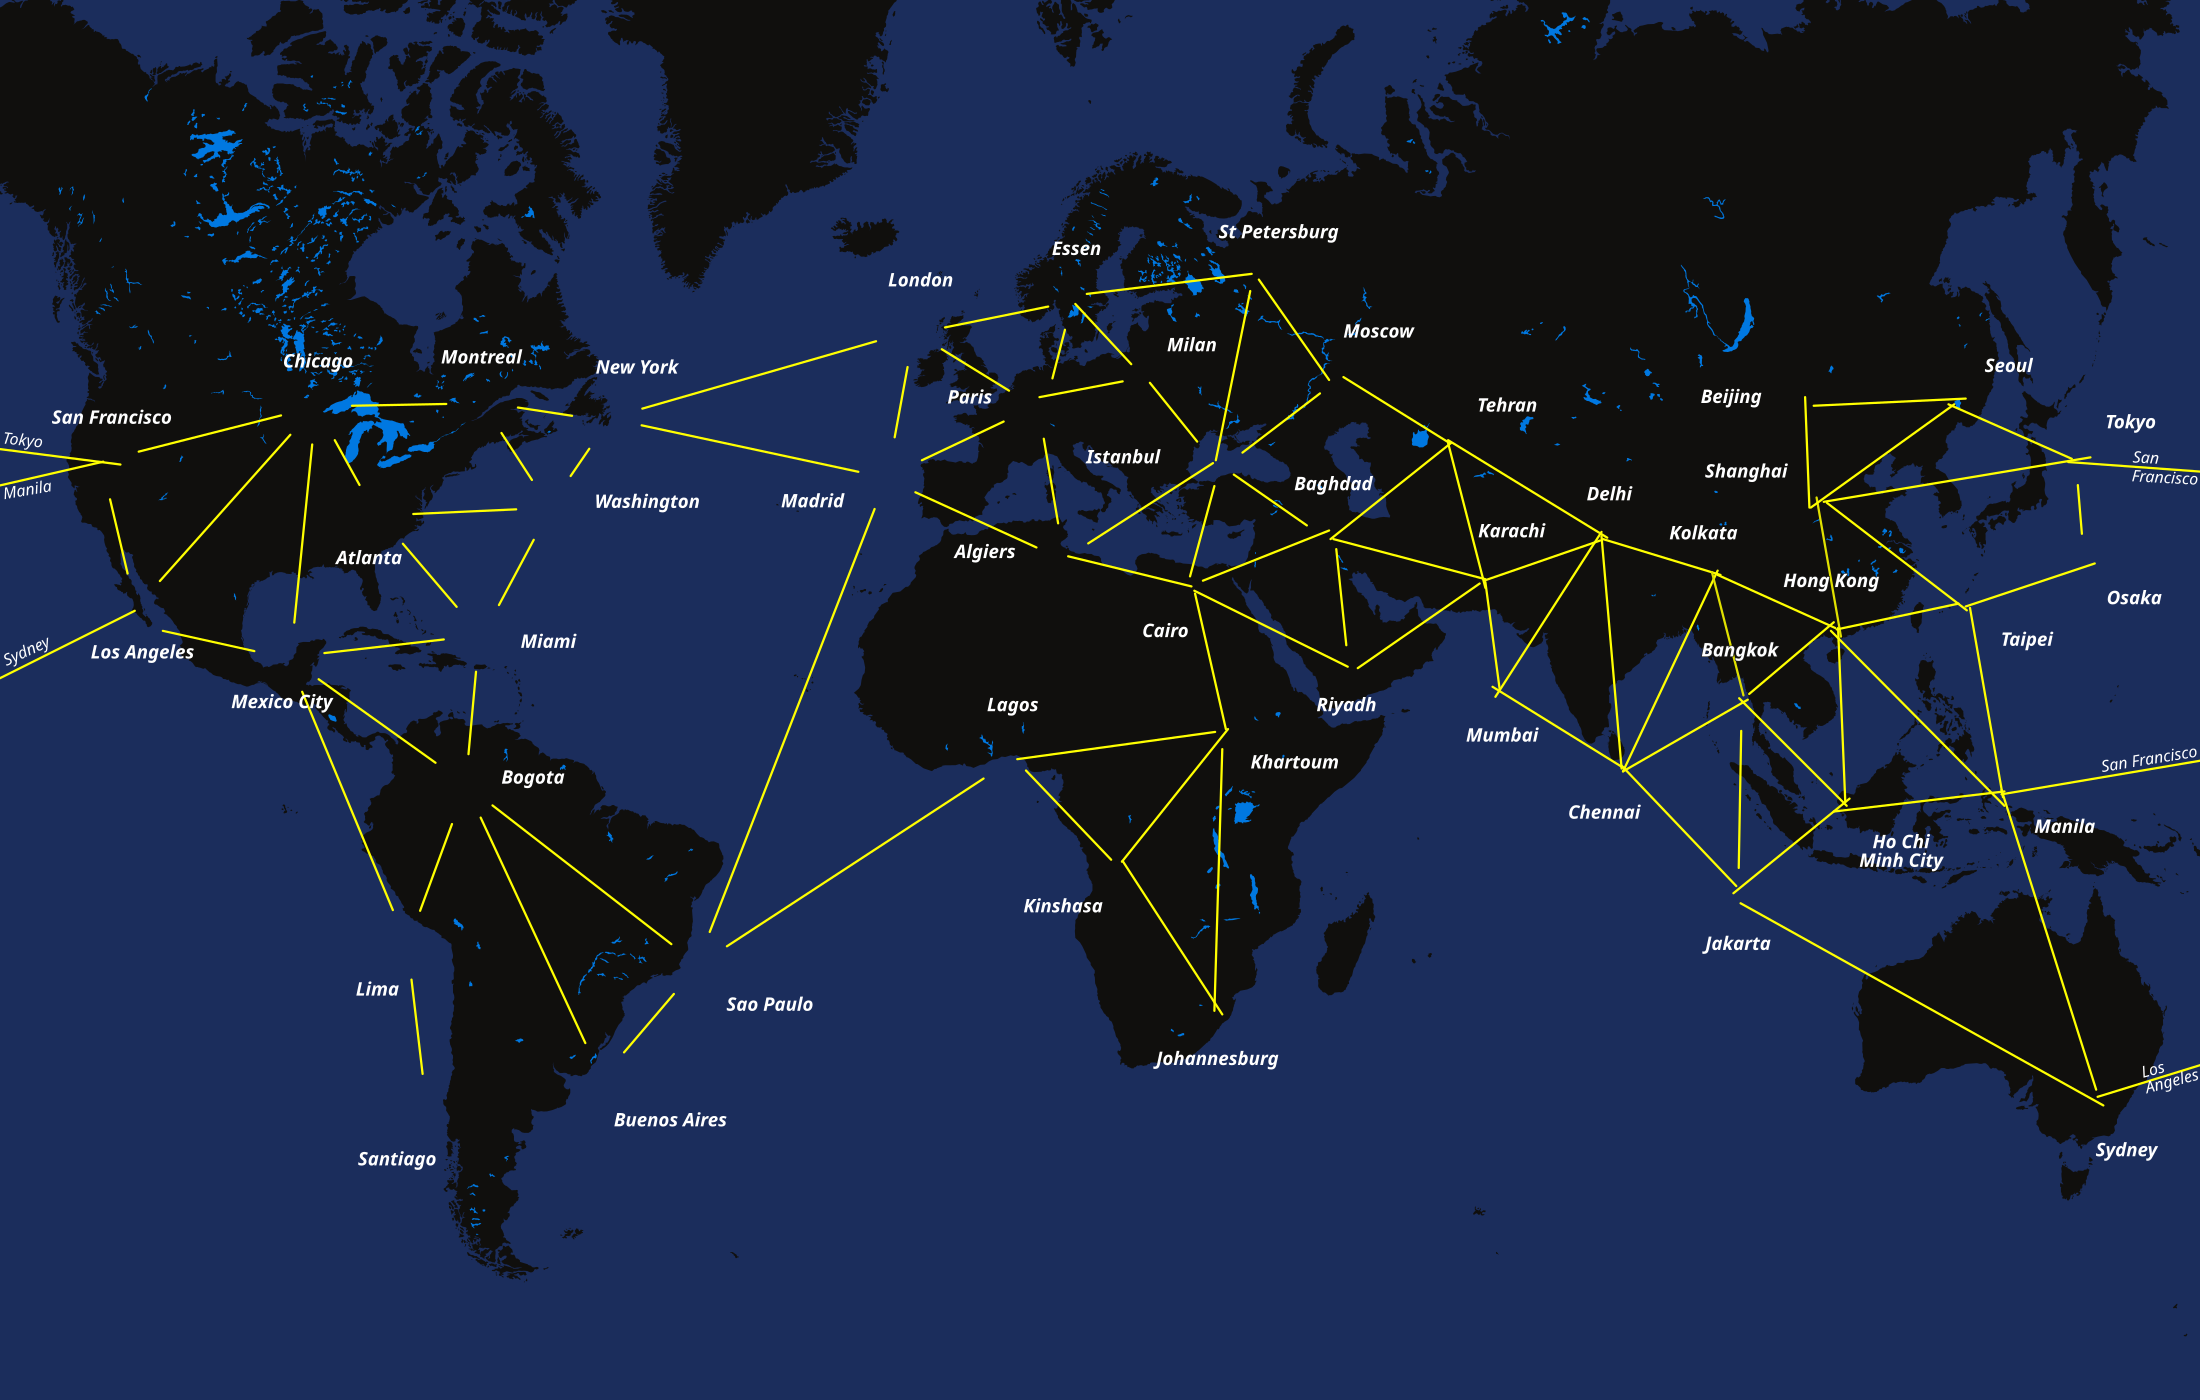 St Petersburg
Essen
London
Moscow
Milan
Chicago
Montreal
New York
Seoul
Paris
Beijing
Tehran
San Francisco
Tokyo
Tokyo
Istanbul
San
Francisco
Shanghai
Manila
Baghdad
Delhi
Washington
Madrid
Karachi
Kolkata
Algiers
Atlanta
Hong Kong
Osaka
Cairo
Taipei
Miami
Sydney
Los Angeles
Bangkok
Mexico City
Lagos
Riyadh
Mumbai
Khartoum
San Francisco
Bogota
Chennai
Manila
Ho Chi
Minh City
Kinshasa
Jakarta
Lima
Sao Paulo
Johannesburg
Los
Angeles
Buenos Aires
Sydney
Santiago